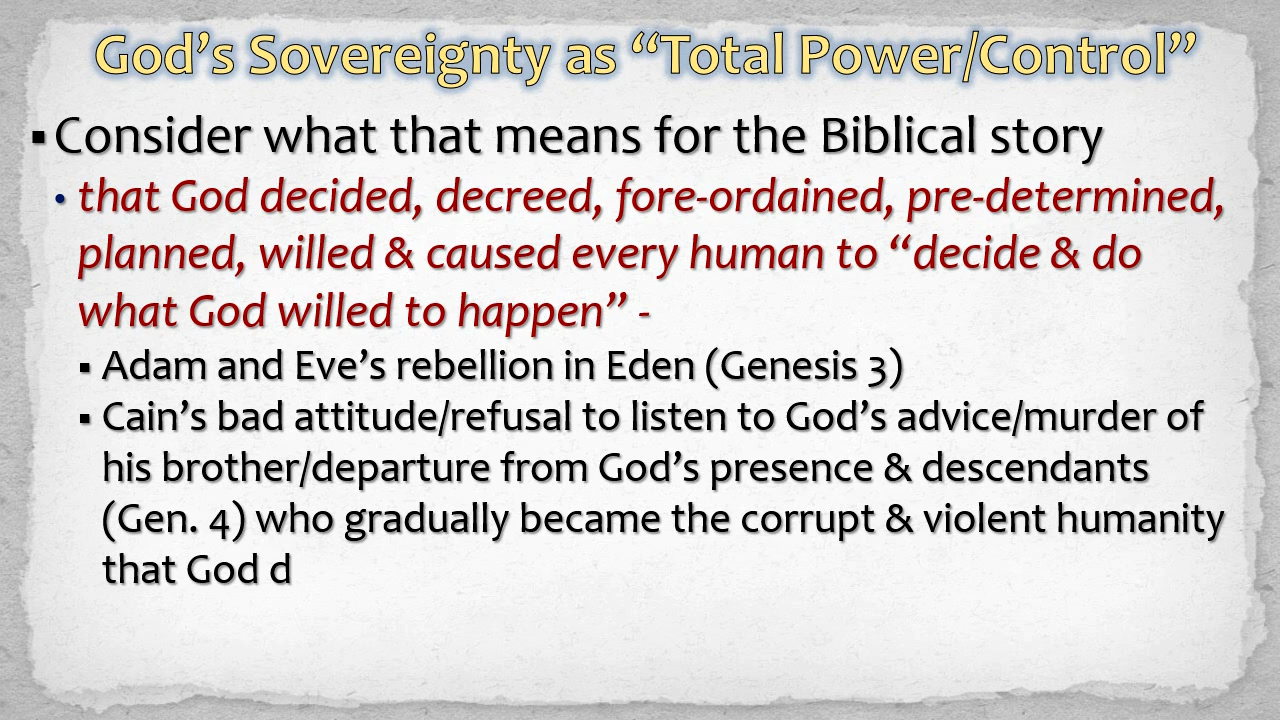 God’s Sovereignty as “Total Power/Control”
▪ Consider what that means for the Biblical story
• that God decided, decreed, fore-ordained, pre-determined,
planned, willed & caused every human to “decide & do
what God willed to happen” -
▪ Adam and Eve’s rebellion in Eden (Genesis 3)
▪ Cain’s bad attitude/refusal to listen to God’s advice/murder of
his brother/departure from God’s presence & descendants
(Gen. 4) who gradually became the corrupt & violent humanity
that God d